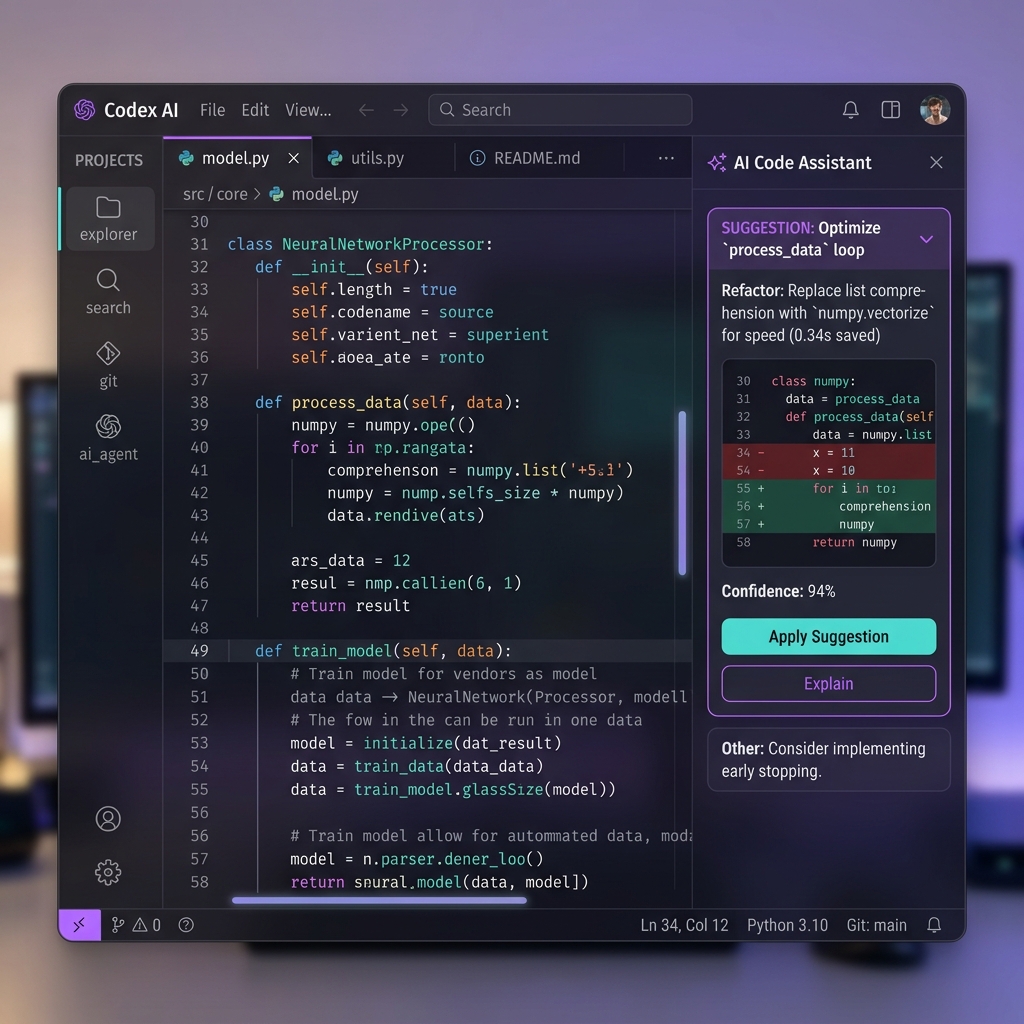 Codex AI File Edit View... Search
PROJECTS
explorer
search
git
ai_agent
model.py utils.py README.md ...
src / core > model.py
30
31 class NeuralNetworkProcessor:
32 def __init__(self):
33 self.length = true
34 self.codename = source
35 self.varient_net = superient
36 = ronto
37
38 def process_data(self, data):
39 numpy = numpy.ope(()
40 for i in rp.rangata:
41 comprehenson = numpy.list(
42 numpy = nump.selfs_size * numpy)
43 data.rendive(ats)
44
45 ars_data = 12
46 resul = nmp.callien(6, 1)
47 return result
48
49 def train_model(self, data):
50 # Train model for vendors as model
51 data data -> NeuralNetwork(Processor, modell
52 # The fow in the can be run in one data
53 model = initialize(dat_result)
54 data = train_data(data_data)
55 data = train_model.glassSize(model))
56
56 # Train model allow for autommated data, moda
57 model = n.parser.dener_loo()
58 return (data, model])
AI Code Assistant
SUGGESTION: Optimize
`process_data` loop
Refactor: Replace list compre-
hension with `numpy.vectorize`
for speed (0.34s saved)
30 class numpy:
31 data = process_data
32 def process_data(self
33 data = numpy.list
34 - x = 11
54 - x = 10
55 + for i in to:
56 + comprehension
57 + numpy
58 return numpy
Confidence: 94%
Apply Suggestion
Explain
Other: Consider implementing
early stopping.
0 Ln 34, Col 12 Python 3.10 Git: main